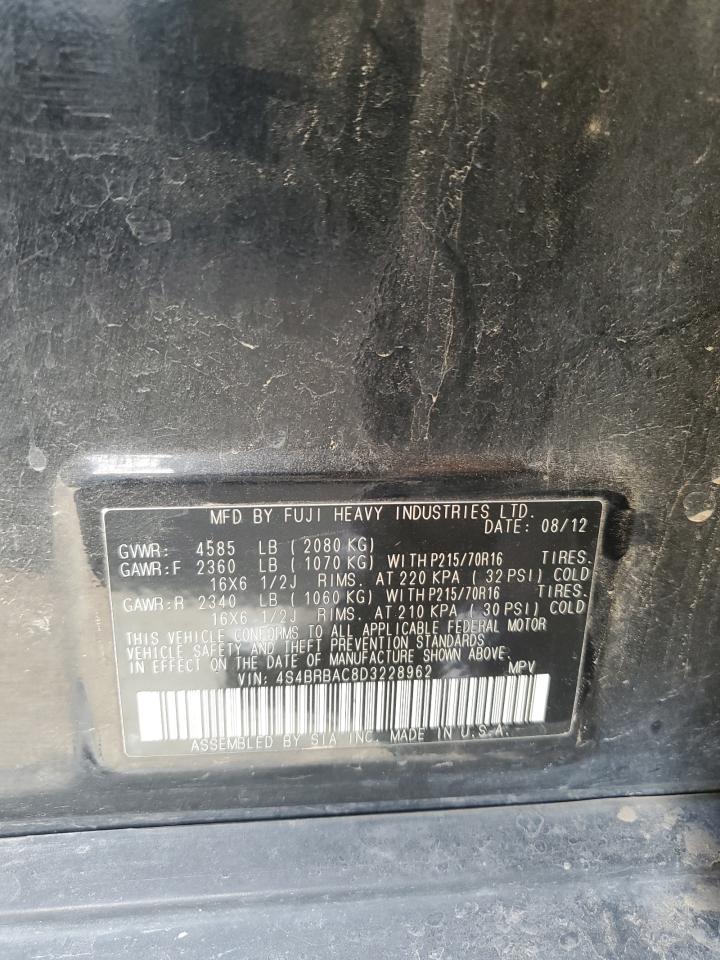 MFD BY FUJI HEAVY INDUSTRIES LTD.
DATE: 08/12
GVWR: 4585 LB ( 2080 KG)
GAWR:F 2360 LB ( 1070 KG) WITH P215/70R16 TIRES.
16X6 1/2J RIMS. AT 220 KPA ( 32 PSI) COLD
GAWR:R 2340 LB ( 1060 KG) WITH P215/70R16 TIRES.
16X6 1/2J RIMS. AT 210 KPA ( 30 PSI) COLD
THIS VEHICLE CONFORMS TO ALL APPLICABLE FEDERAL MOTOR
VEHICLE SAFETY AND THEFT PREVENTION STANDARDS
IN EFFECT ON THE DATE OF MANUFACTURE SHOWN ABOVE.
VIN: 4S4BRBAC8D3228962 MPV
ASSEMBLED BY SIA INC. MADE IN U.S.A.